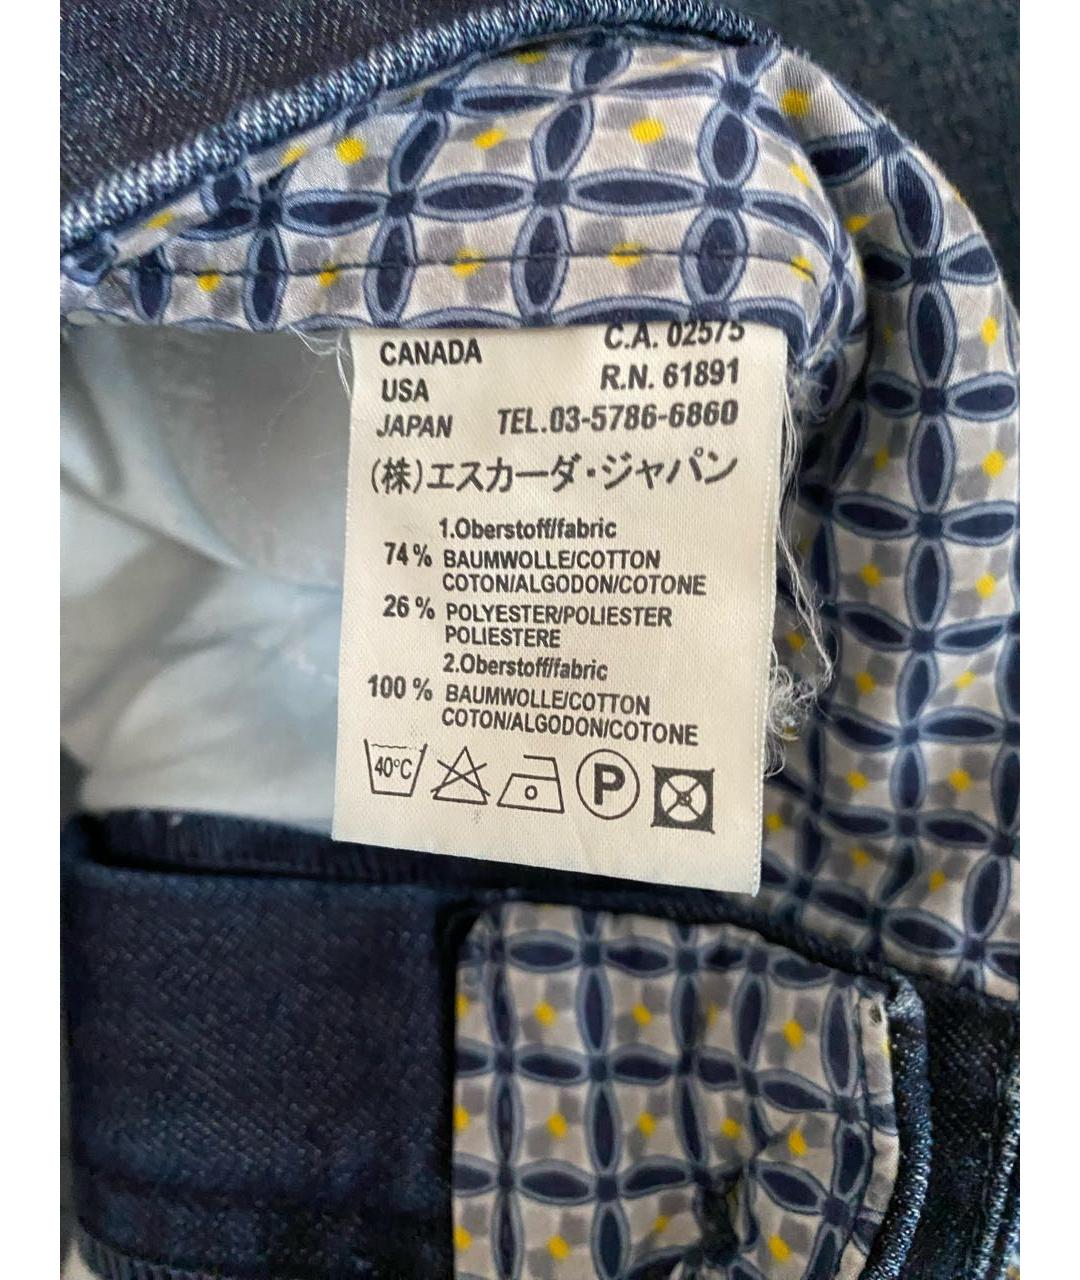 CANADA C.A. 02575
USA R.N. 61891
JAPAN TEL.03-5786-6860
(株)エスカーダ・ジャパン
1.Oberstoff/fabric
74% BAUMWOLLE/COTTON
COTON/ALGODON/COTONE
26% POLYESTER/POLIESTER
POLIESTERE
2.Oberstoff/fabric
100% BAUMWOLLE/COTTON
COTON/ALGODON/COTONE
40°C P